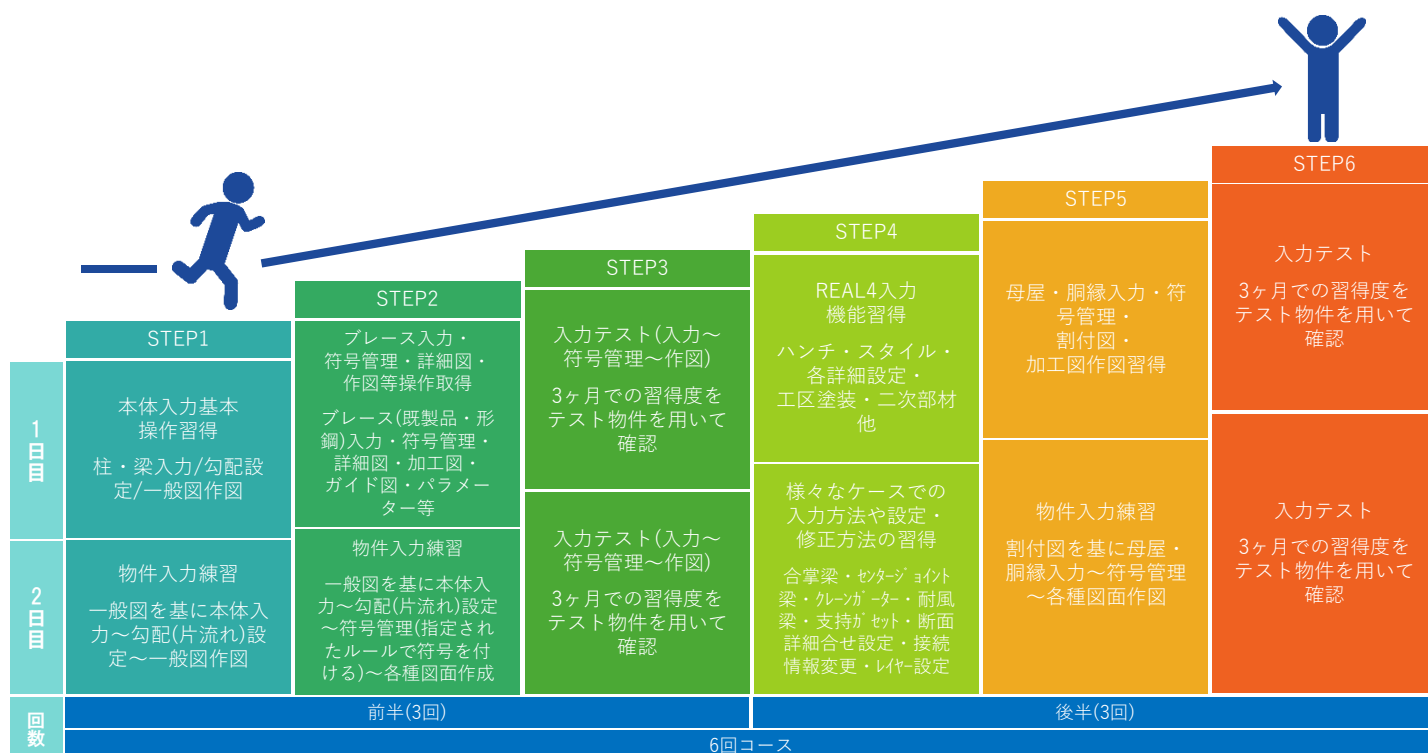 STEP1
STEP2
STEP3
STEP4
STEP5
STEP6
1日目
本体入力基本
操作習得
柱・梁入力/勾配設
定/一般図作図
ブレース入力・
符号管理・詳細図・
作図等操作取得
ブレース(既製品・形
鋼)入力・符号管理・
詳細図・加工図・
ガイド図・パラメー
ター等
入力テスト(入力～
符号管理～作図)
3ヶ月での習得度を
テスト物件を用いて
確認
REAL4入力
機能習得
ハンチ・スタイル・
各詳細設定・
工区塗装・二次部材
他
母屋・胴縁入力・符
号管理・
割付図・
加工図作図習得
入力テスト
3ヶ月での習得度を
テスト物件を用いて
確認
2日目
物件入力練習
一般図を基に本体入
力～勾配(片流れ)設
定～一般図作図
物件入力練習
一般図を基に本体入
力～勾配(片流れ)設定
～符号管理(指定され
たルールで符号を付
ける)～各種図面作成
入力テスト(入力～
符号管理～作図)
3ヶ月での習得度を
テスト物件を用いて
確認
様々なケースでの
入力方法や設定・
修正方法の習得
合掌梁・ｾﾝﾀｰｼﾞｮｲﾝﾄ
梁・ｸﾚｰﾝｶﾞｰﾀｰ・耐風
梁・支持ｶﾞｾｯﾄ・断面
詳細合せ設定・接続
情報変更・ﾚｲﾔｰ設定
物件入力練習
割付図を基に母屋・
胴縁入力～符号管理
～各種図面作図
入力テスト
3ヶ月での習得度を
テスト物件を用いて
確認
回数
前半(3回)
後半(3回)
6回コース